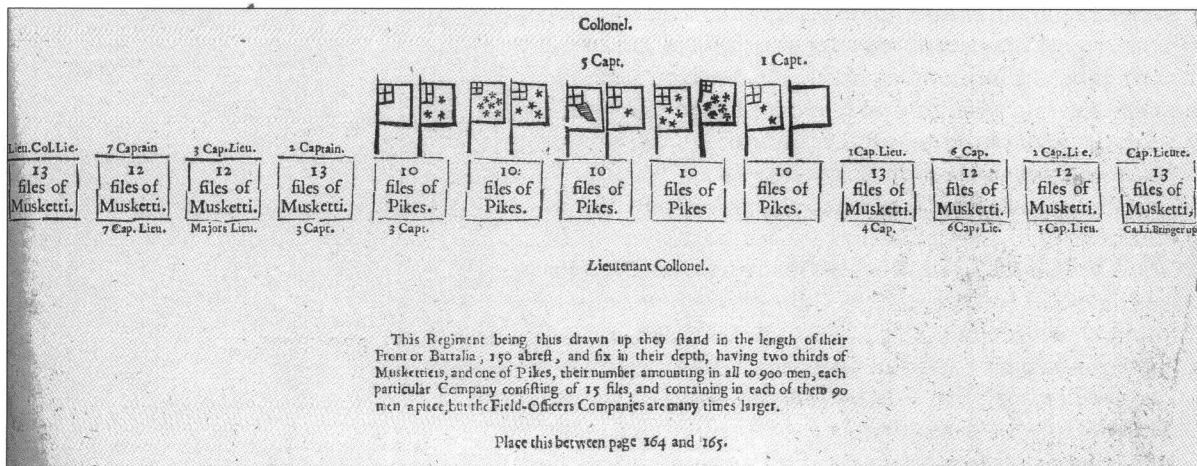 Collonel.
5 Capt. 1 Capt.
Lieu.Col.Lie. 7 Captain 3 Cap.Lieu. 2 Captain. 1Cap.Lieu. 6 Cap. 2 Cap.Lie. Cap.Lieute.
13 12 12 13 10 10: 10 10 10 13 12 12 13
files of files of files of files of files of files of files of files of files of files of files of files of files of
Musketti. Musketti. Musketti. Musketti. Pikes. Pikes. Pikes. Pikes Pikes. Musketti. Musketti. Musketti. Musketti,
7 Cap. Lieu. Majors Lieu. 3 Capt. 3 Capt. 4 Cap. 6Cap.Lie. 1Cap.Lieu. Ca.Li.Bringer up
Lieutenant Collonel.
This Regiment being thus drawn up they ſtand in the length of their
Front or Battalia, 150 abreſt, and ſix in their depth, having two thirds of
Musketiers, and one of Pikes, their number amounting in all to 900 men, each
particular Company conſiſting of 15 files, and containing in each of them 90
men a piece, but the Field-Officers Companies are many times larger.
Place this between page 164 and 165.